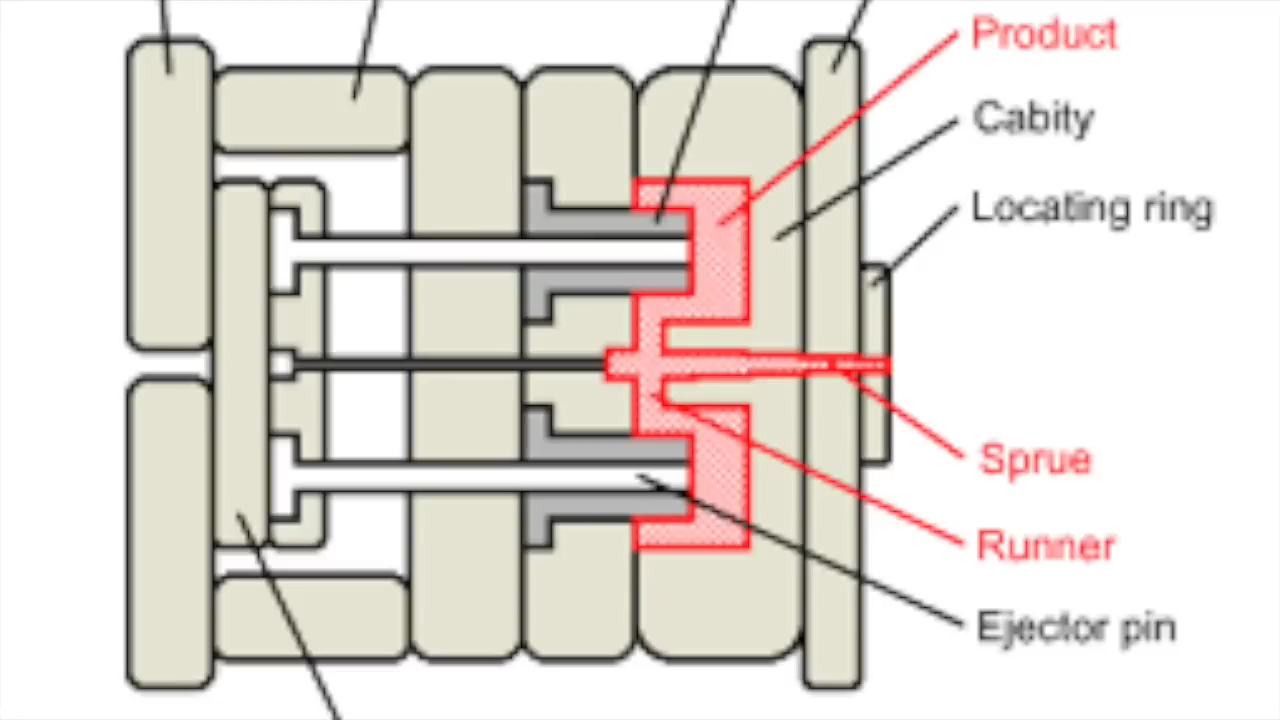 Product
Cabity
Locating ring
Sprue
Runner
Ejector pin